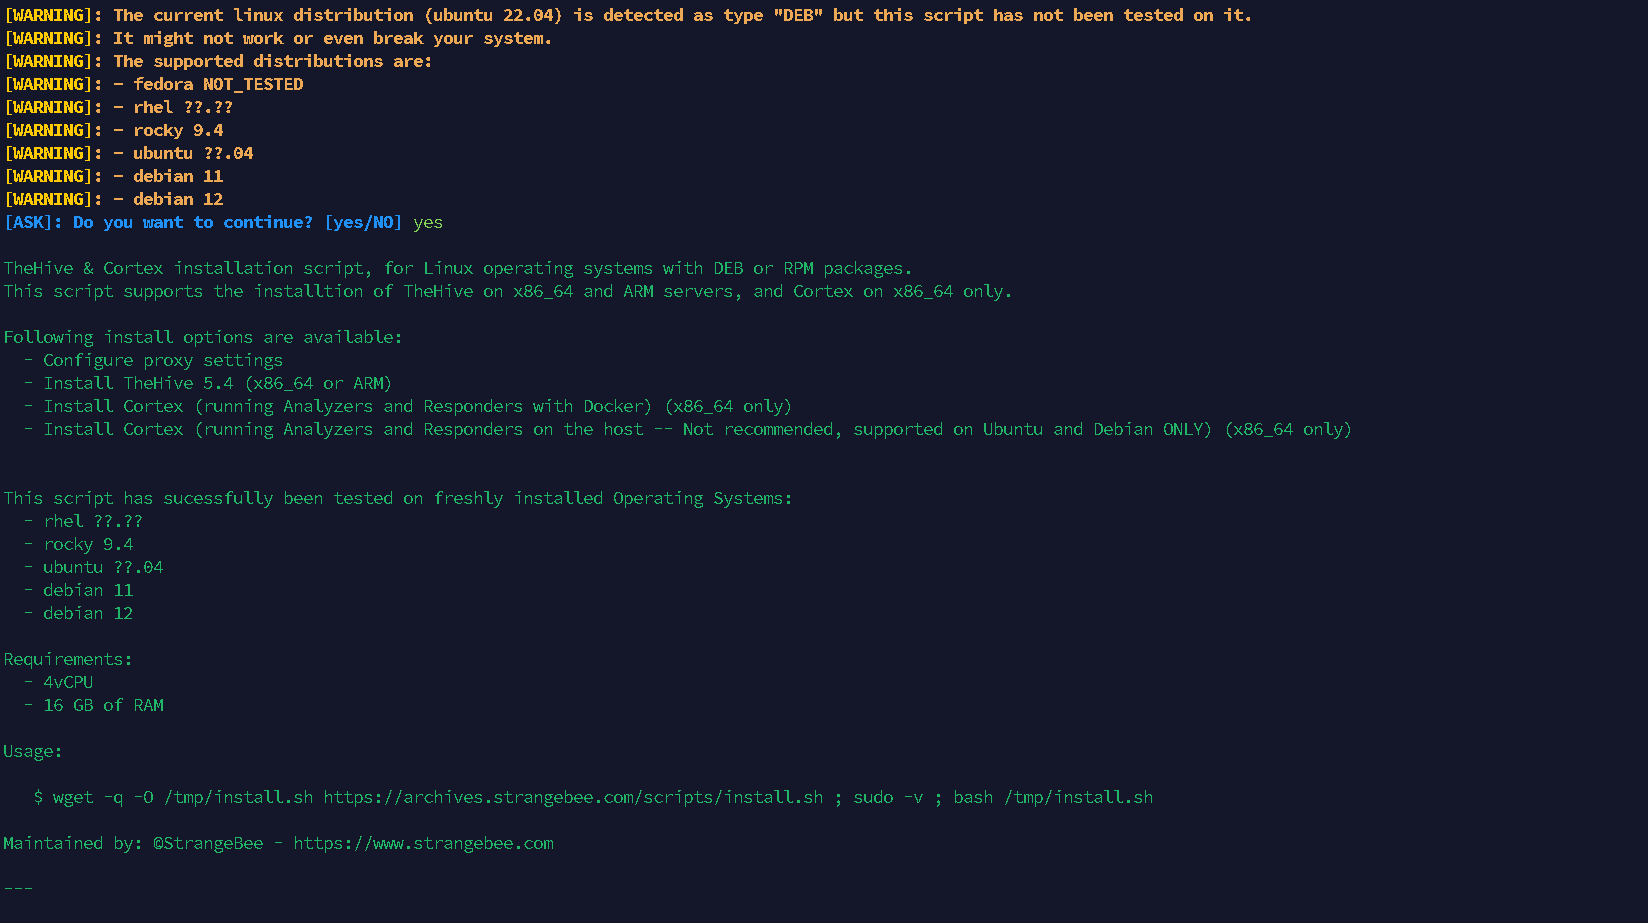 [WARNING]: The current linux distribution (ubuntu 22.04) is detected as type "DEB" but this script has not been tested on it.
[WARNING]: It might not work or even break your system.
[WARNING]: The supported distributions are:
[WARNING]: - fedora NOT_TESTED
[WARNING]: - rhel ??.??
[WARNING]: - rocky 9.4
[WARNING]: - ubuntu ??.04
[WARNING]: - debian 11
[WARNING]: - debian 12
[ASK]: Do you want to continue? [yes/NO] yes
TheHive & Cortex installation script, for Linux operating systems with DEB or RPM packages.
This script supports the installtion of TheHive on x86_64 and ARM servers, and Cortex on x86_64 only.
Following install options are available:
- Configure proxy settings
- Install TheHive 5.4 (x86_64 or ARM)
- Install Cortex (running Analyzers and Responders with Docker) (x86_64 only)
- Install Cortex (running Analyzers and Responders on the host -- Not recommended, supported on Ubuntu and Debian ONLY) (x86_64 only)
This script has sucessfully been tested on freshly installed Operating Systems:
- rhel ??.??
- rocky 9.4
- ubuntu ??.04
- debian 11
- debian 12
Requirements:
- 4vCPU
- 16 GB of RAM
Usage:
$ wget -q -O /tmp/install.sh https://archives.strangebee.com/scripts/install.sh ; sudo -v ; bash /tmp/install.sh
Maintained by: @StrangeBee - https://www.strangebee.com
---